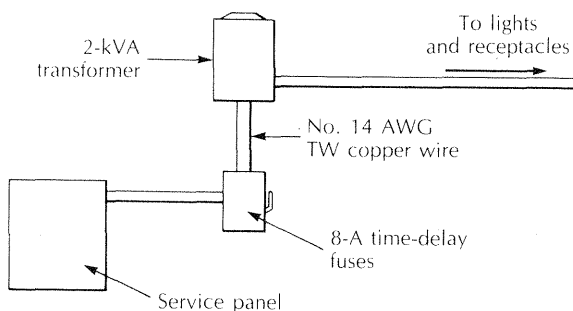 2-kVA
transformer
To lights
and receptacles
No. 14 AWG
TW copper wire
8-A time-delay
fuses
Service panel